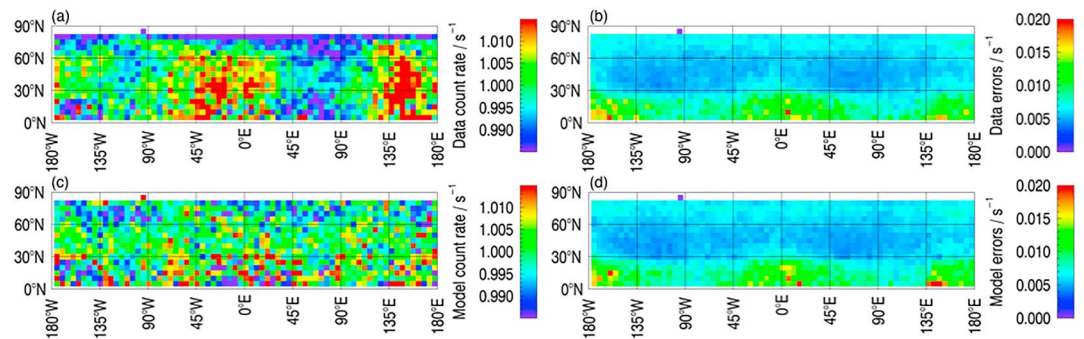 (a)
90°N
60°N
30°N
0°N
180°W
135°W
90°W
45°W
0°E
45°E
90°E
135°E
180°E
1.010
1.005
1.000
0.995
0.990
Data count rate / s⁻¹
(b)
90°N
60°N
30°N
0°N
180°W
135°W
90°W
45°W
0°E
45°E
90°E
135°E
180°E
0.020
0.015
0.010
0.005
0.000
Data errors / s⁻¹
(c)
90°N
60°N
30°N
0°N
180°W
135°W
90°W
45°W
0°E
45°E
90°E
135°E
180°E
1.010
1.005
1.000
0.995
0.990
Model count rate / s⁻¹
(d)
90°N
60°N
30°N
0°N
180°W
135°W
90°W
45°W
0°E
45°E
90°E
135°E
180°E
0.020
0.015
0.010
0.005
0.000
Model errors / s⁻¹